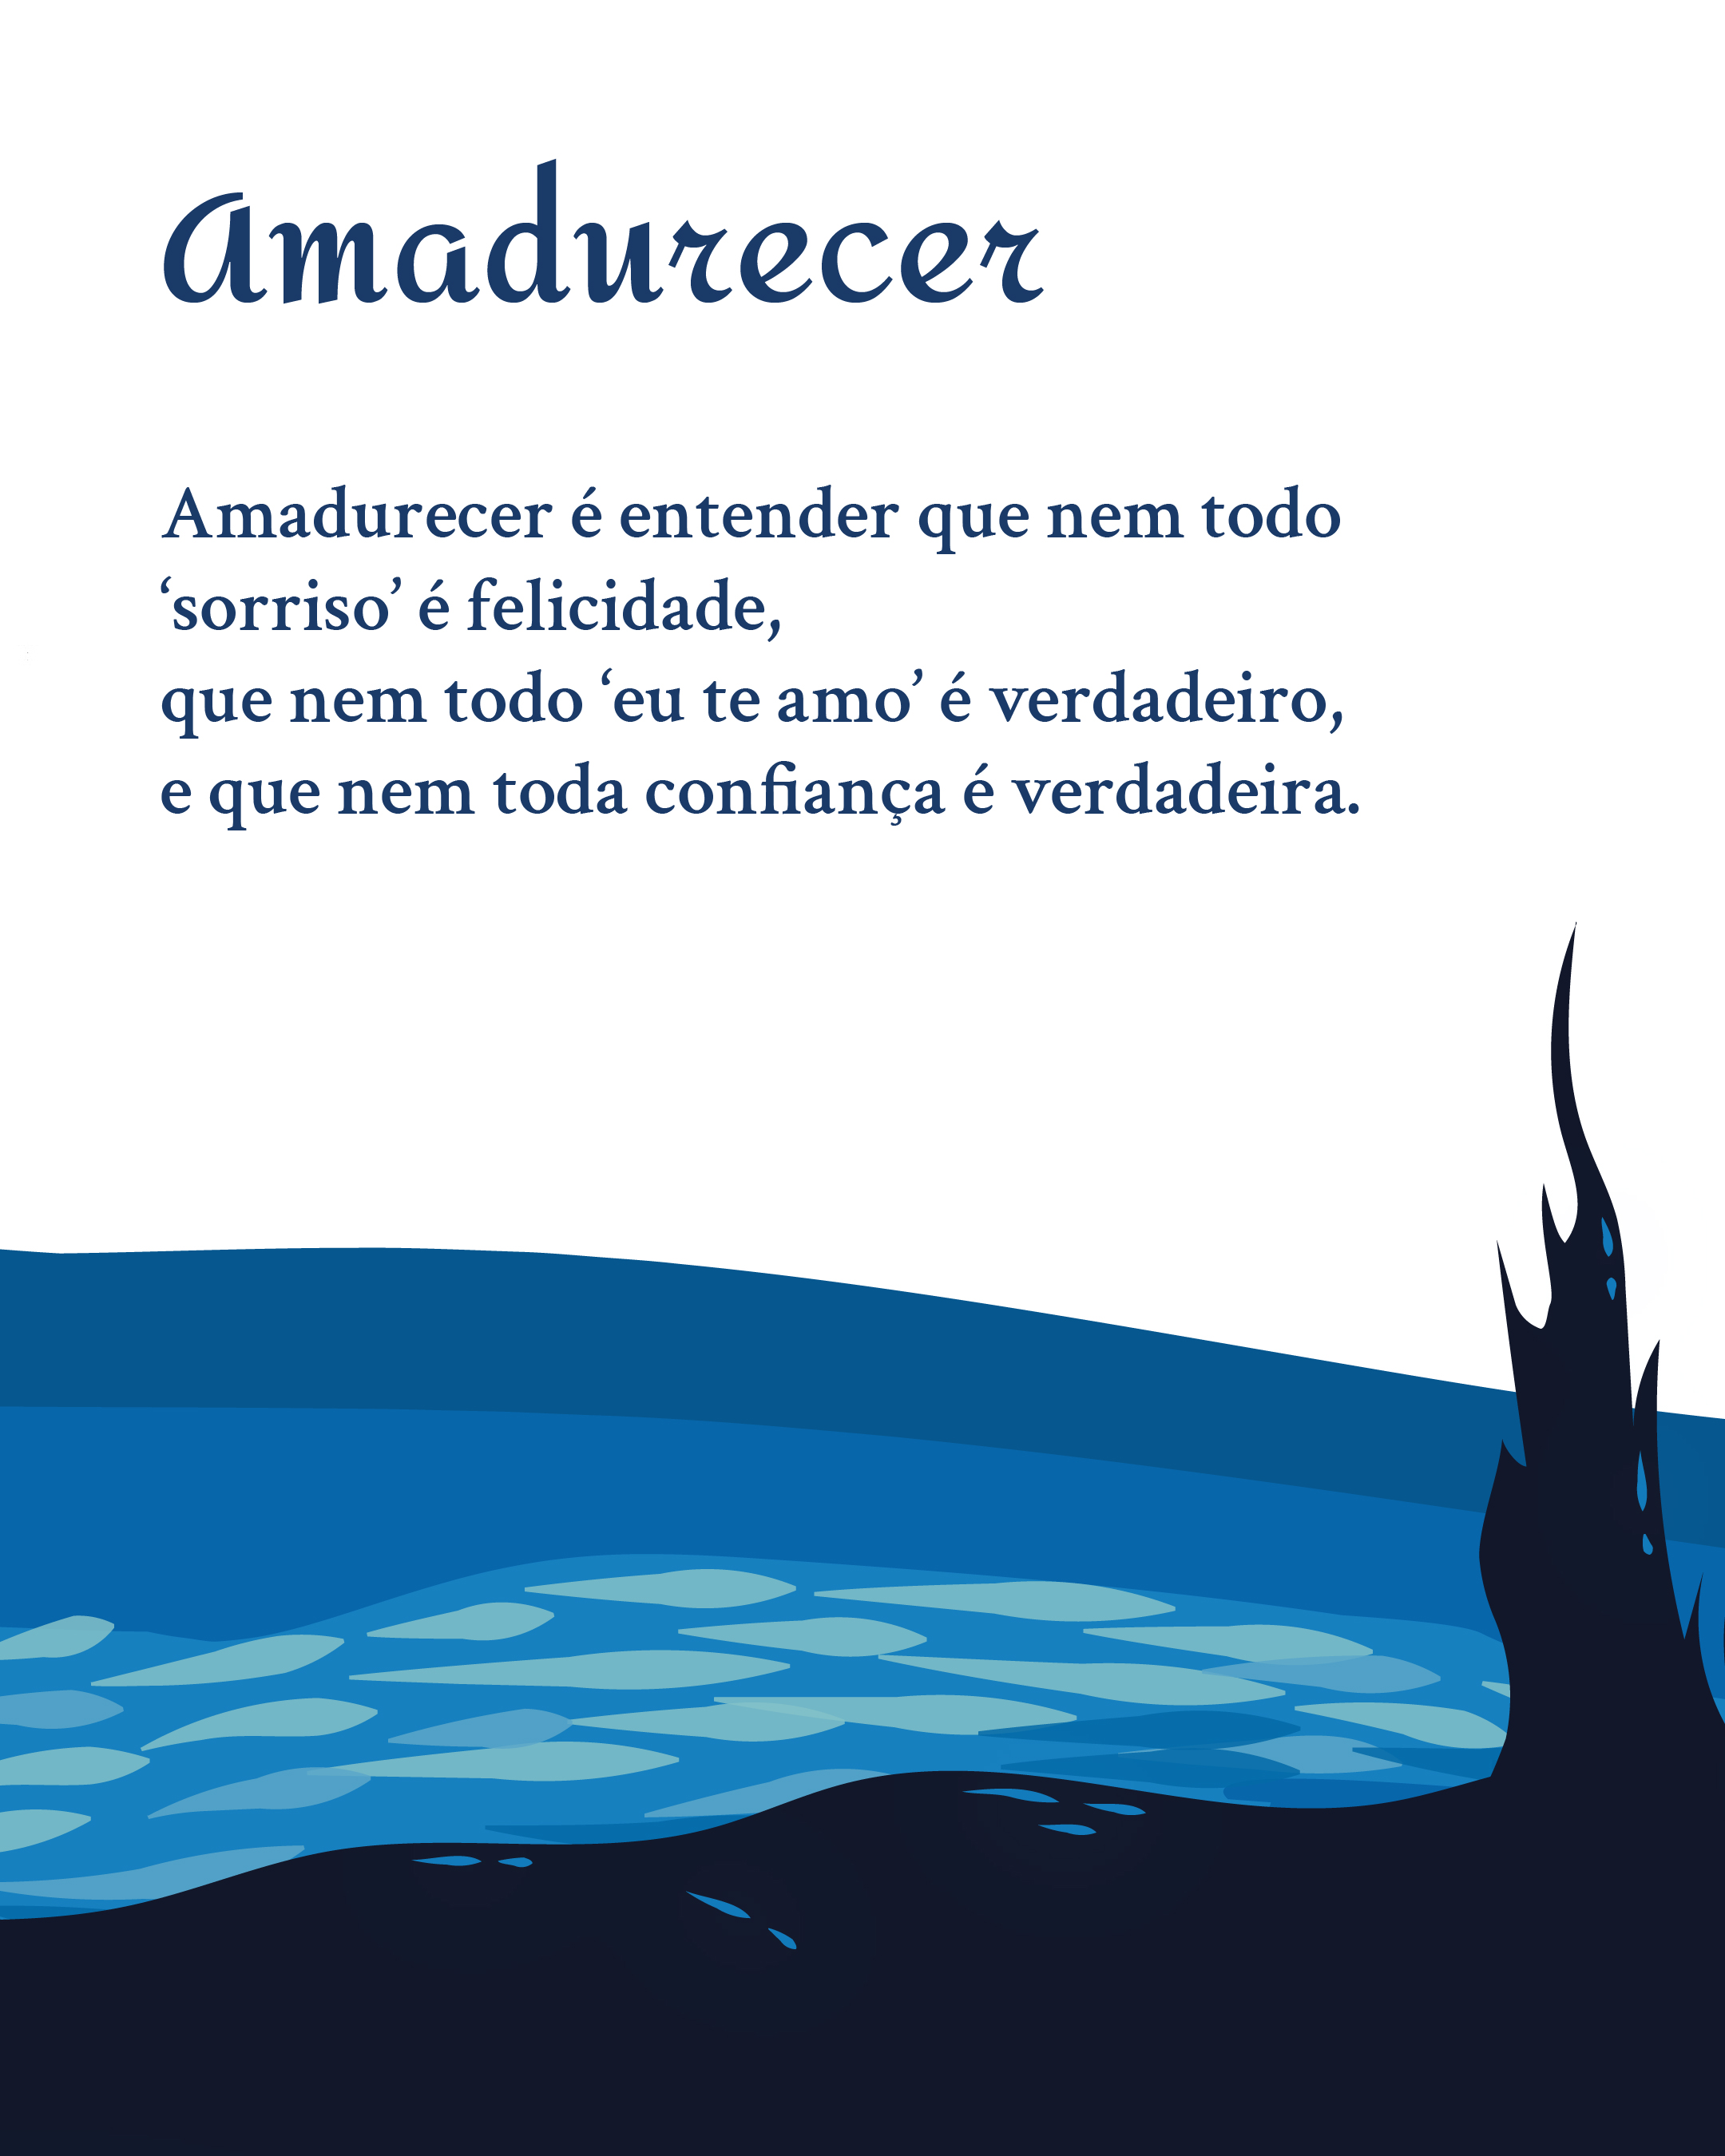 Amadurecer
Amadurecer é entender que nem todo
‘sorriso’ é felicidade,
que nem todo ‘eu te amo’ é verdadeiro,
e que nem toda confiança é verdadeira.